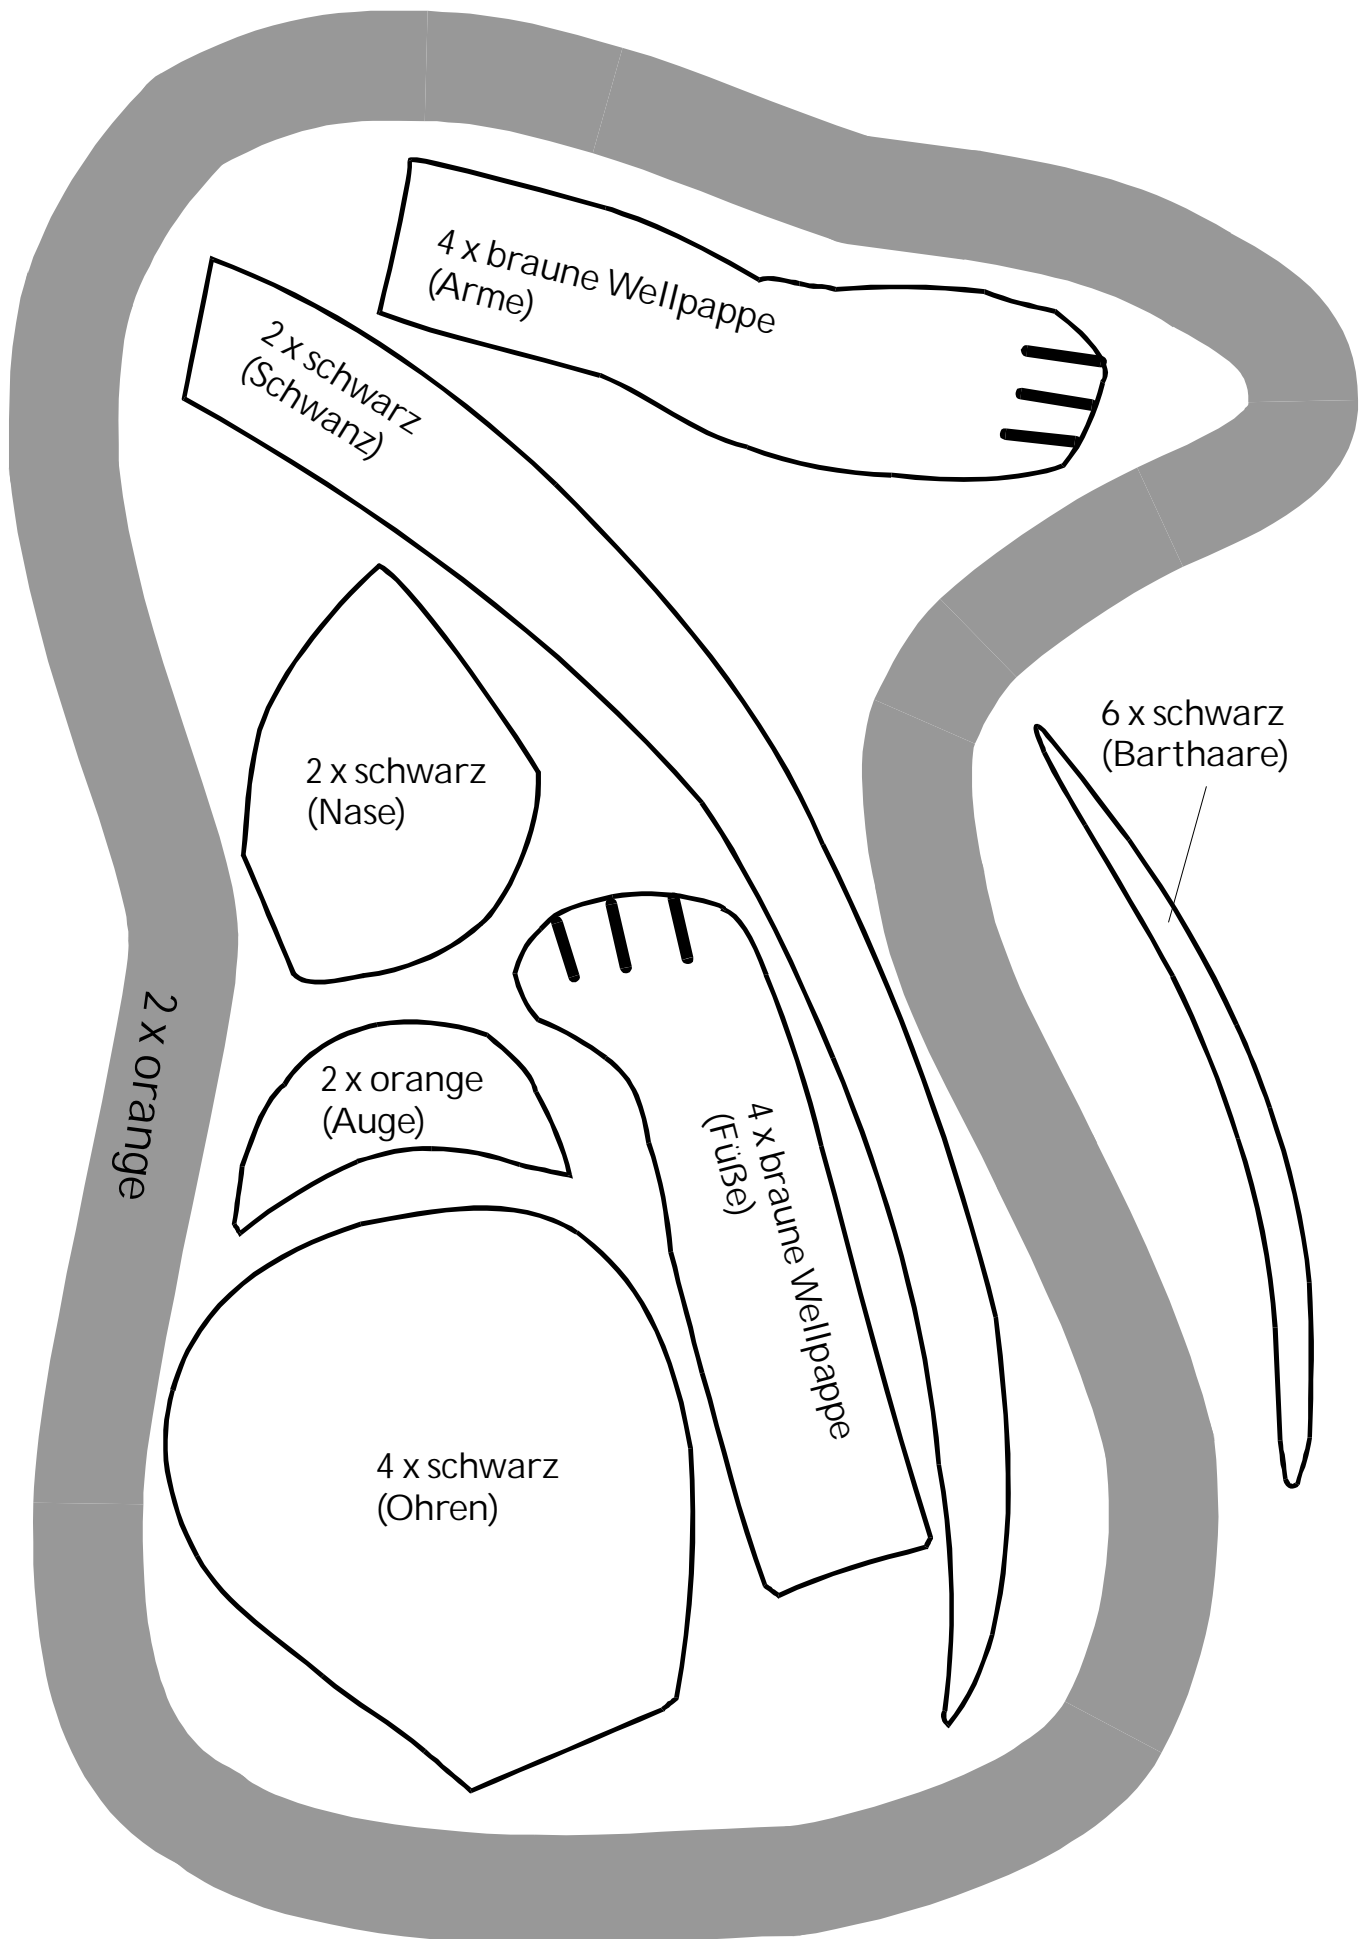 4 x braune Wellpappe
(Arme)
2 x schwarz
(Schwanz)
6 x schwarz
(Barthaare)
2 x schwarz
(Nase)
2 x orange
2 x orange
(Auge)
4 x braune Wellpappe
(Füße)
4 x schwarz
(Ohren)